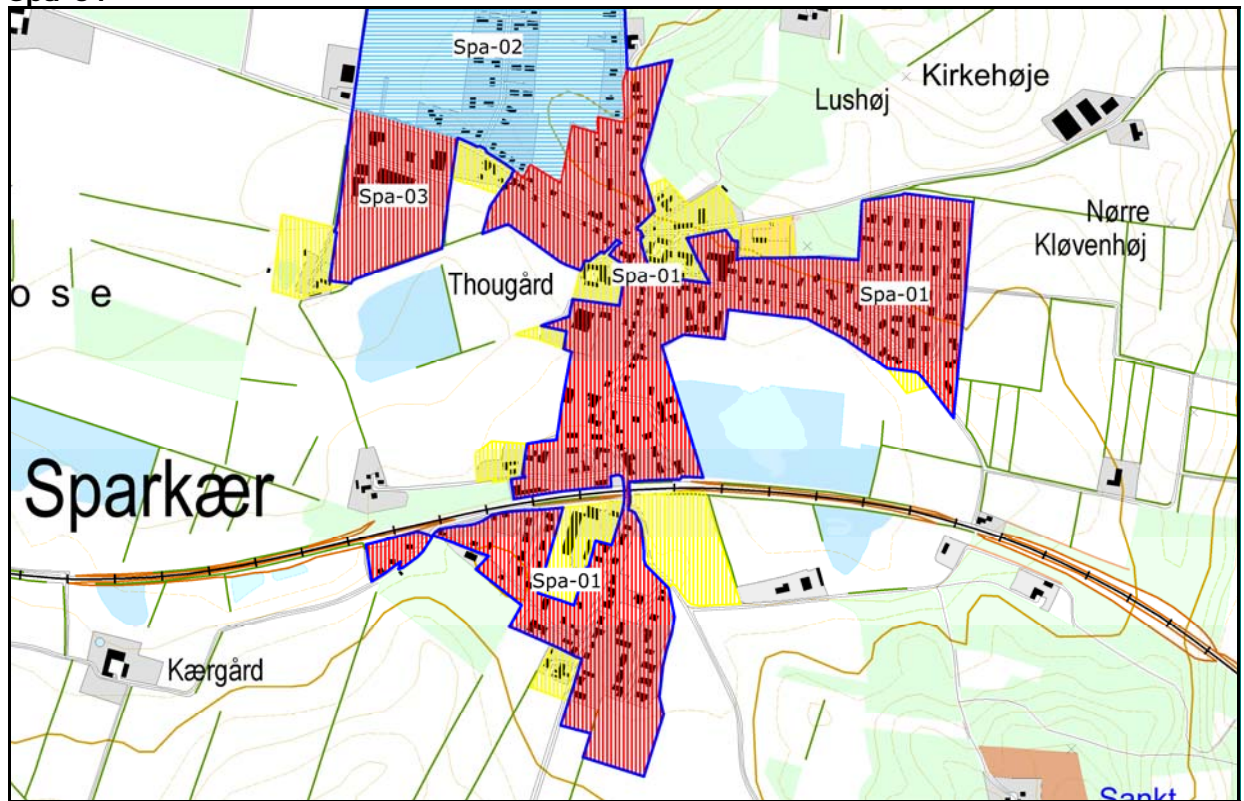 Spa-02
Kirkehøje
Lushøj
Spa-03
Nørre
Kløvenhøj
Thougård
Spa-01
Spa-01
o s e
Sparkær
Spa-01
Kærgård
Sankt